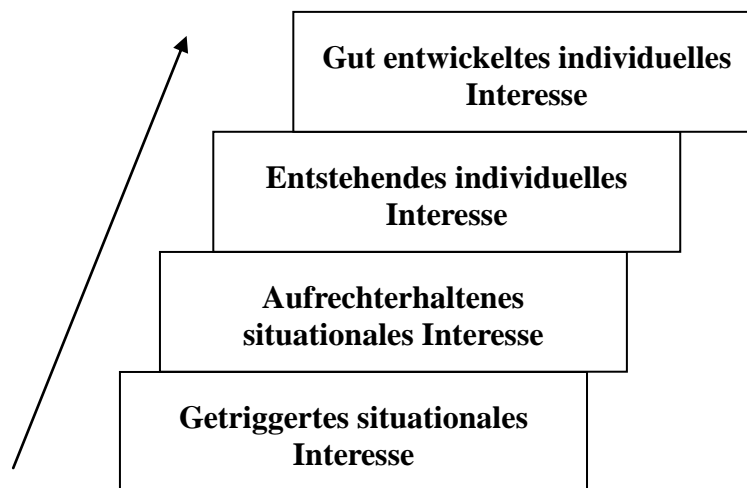 Gut entwickeltes individuelles
Interesse
Entstehendes individuelles
Interesse
Aufrechterhaltenes
situationales Interesse
Getriggertes situationales
Interesse